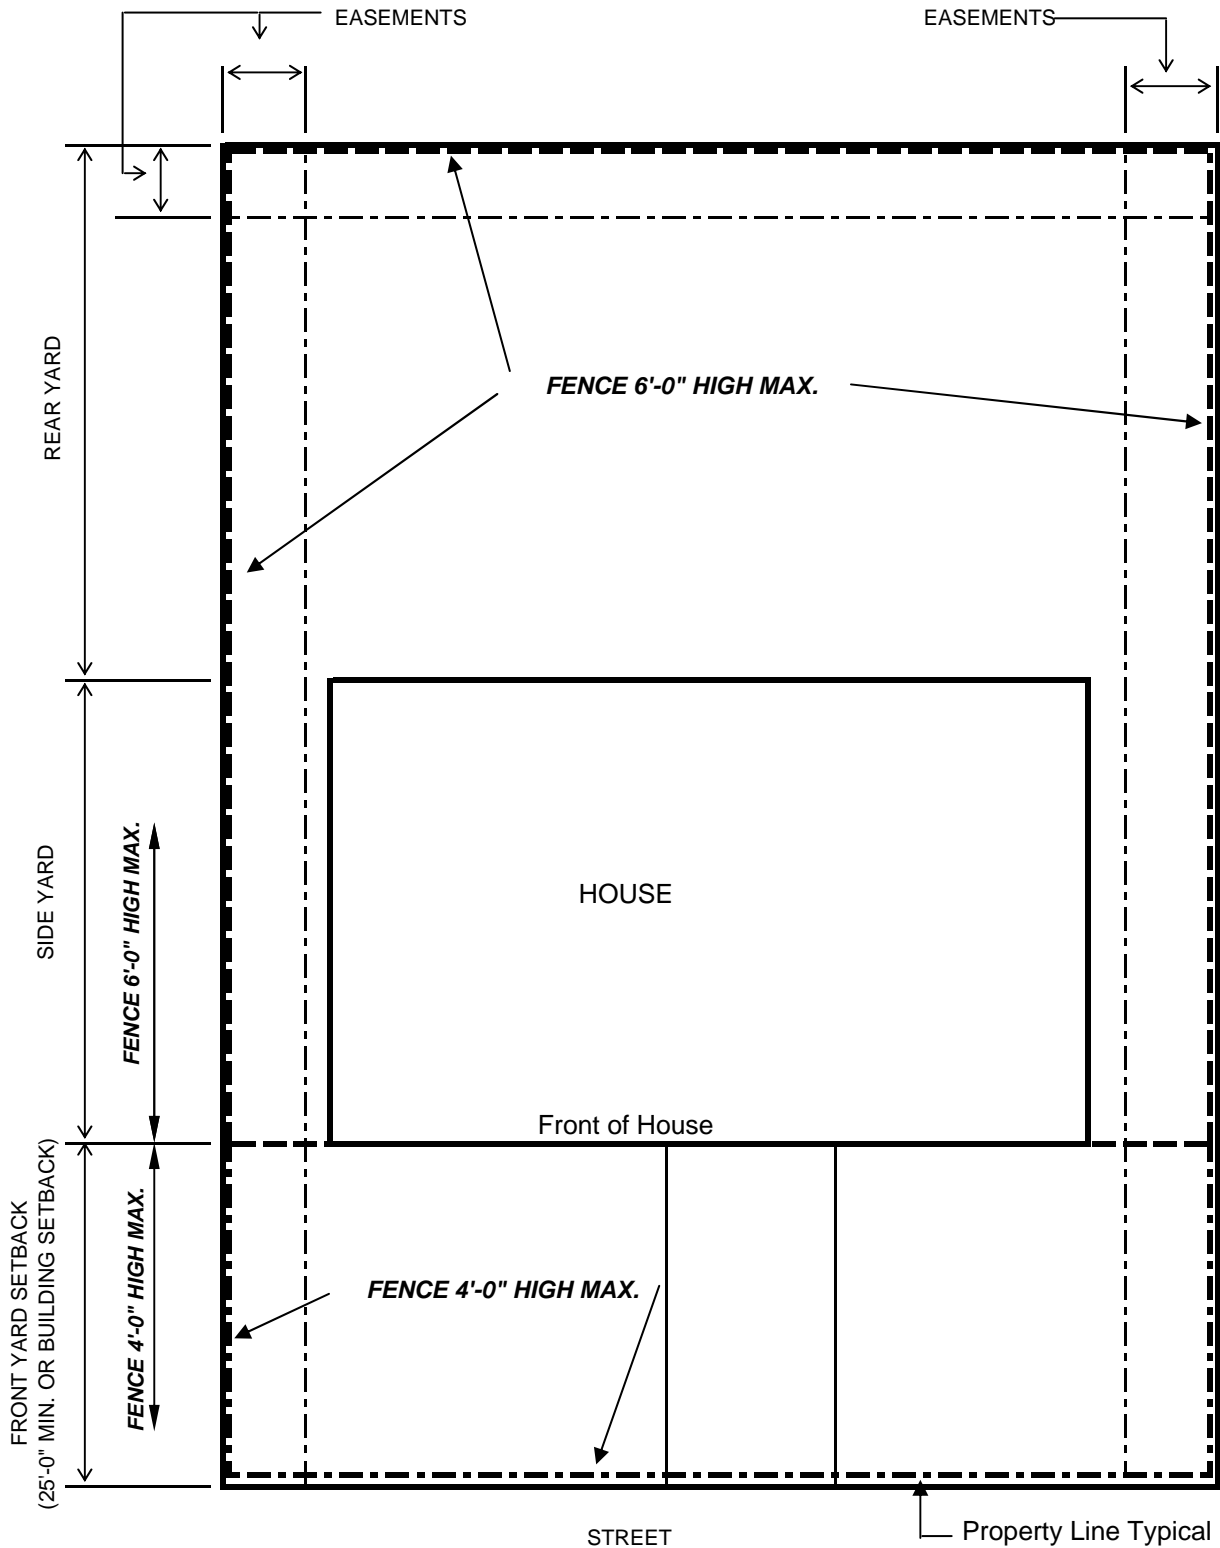 EASEMENTS
EASEMENTS
REAR YARD
FENCE 6'-0" HIGH MAX.
SIDE YARD
FENCE 6'-0" HIGH MAX.
HOUSE
Front of House
FRONT YARD SETBACK
(25'-0" MIN. OR BUILDING SETBACK)
FENCE 4'-0" HIGH MAX.
FENCE 4'-0" HIGH MAX.
STREET
Property Line Typical